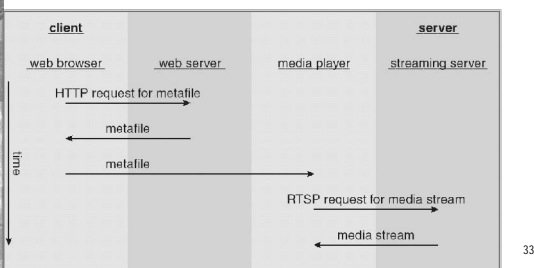 client server
web browser web server media player streaming server
HTTP request for metafile
metafile
time
metafile
RTSP request for media stream
media stream
33